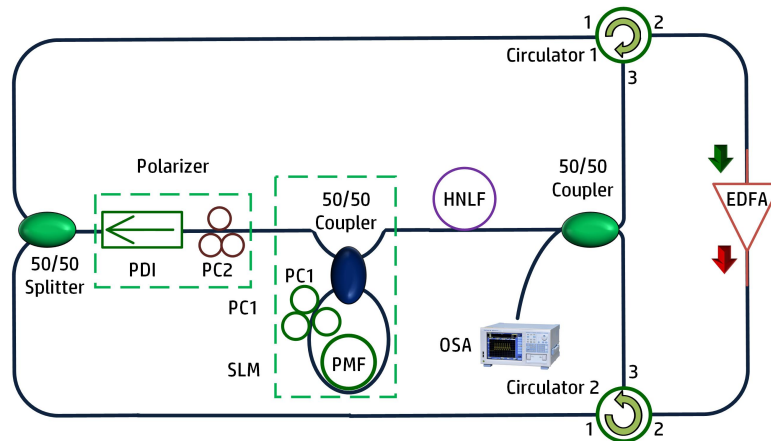 1
2
Circulator 1
3
Polarizer
50/50
Coupler
HNLF
50/50
Coupler
EDFA
50/50
Splitter
PDI
PC2
PC1
PC1
SLM
PMF
OSA
3
Circulator 2
1
2